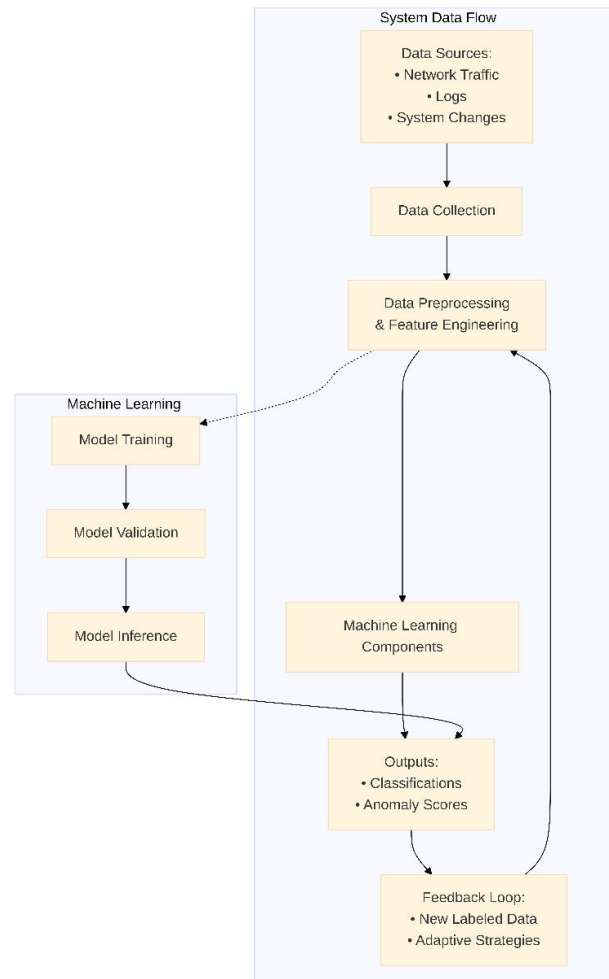 System Data Flow
Data Sources:
• Network Traffic
• Logs
• System Changes
Data Collection
Data Preprocessing
& Feature Engineering
Machine Learning
Model Training
Model Validation
Model Inference
Machine Learning
Components
Outputs:
• Classifications
• Anomaly Scores
Feedback Loop:
• New Labeled Data
• Adaptive Strategies